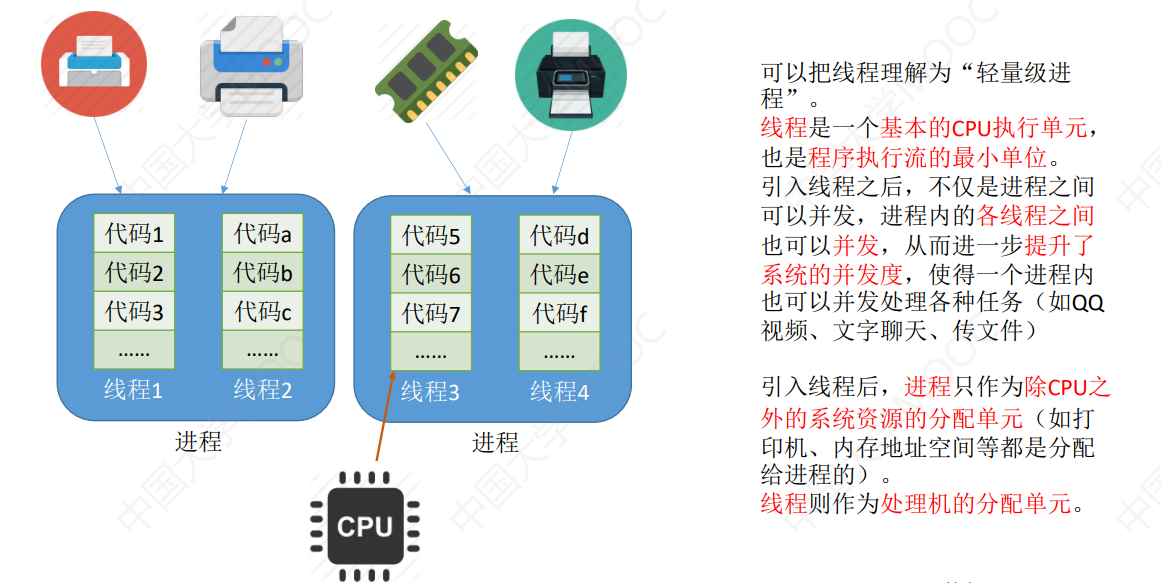 代码1
代码2
代码3
......
线程1
代码a
代码b
代码c
......
线程2
进程
代码5
代码6
代码7
......
线程3
代码d
代码e
代码f
......
线程4
进程
CPU
可以把线程理解为“轻量级进
程”。
线程是一个基本的CPU执行单元，
也是程序执行流的最小单位。
引入线程之后，不仅是进程之间
可以并发，进程内的各线程之间
也可以并发，从而进一步提升了
系统的并发度，使得一个进程内
也可以并发处理各种任务（如QQ
视频、文字聊天、传文件）
引入线程后，进程只作为除CPU之
外的系统资源的分配单元（如打
印机、内存地址空间等都是分配
给进程的）。
线程则作为处理机的分配单元。
中国大学MOOC